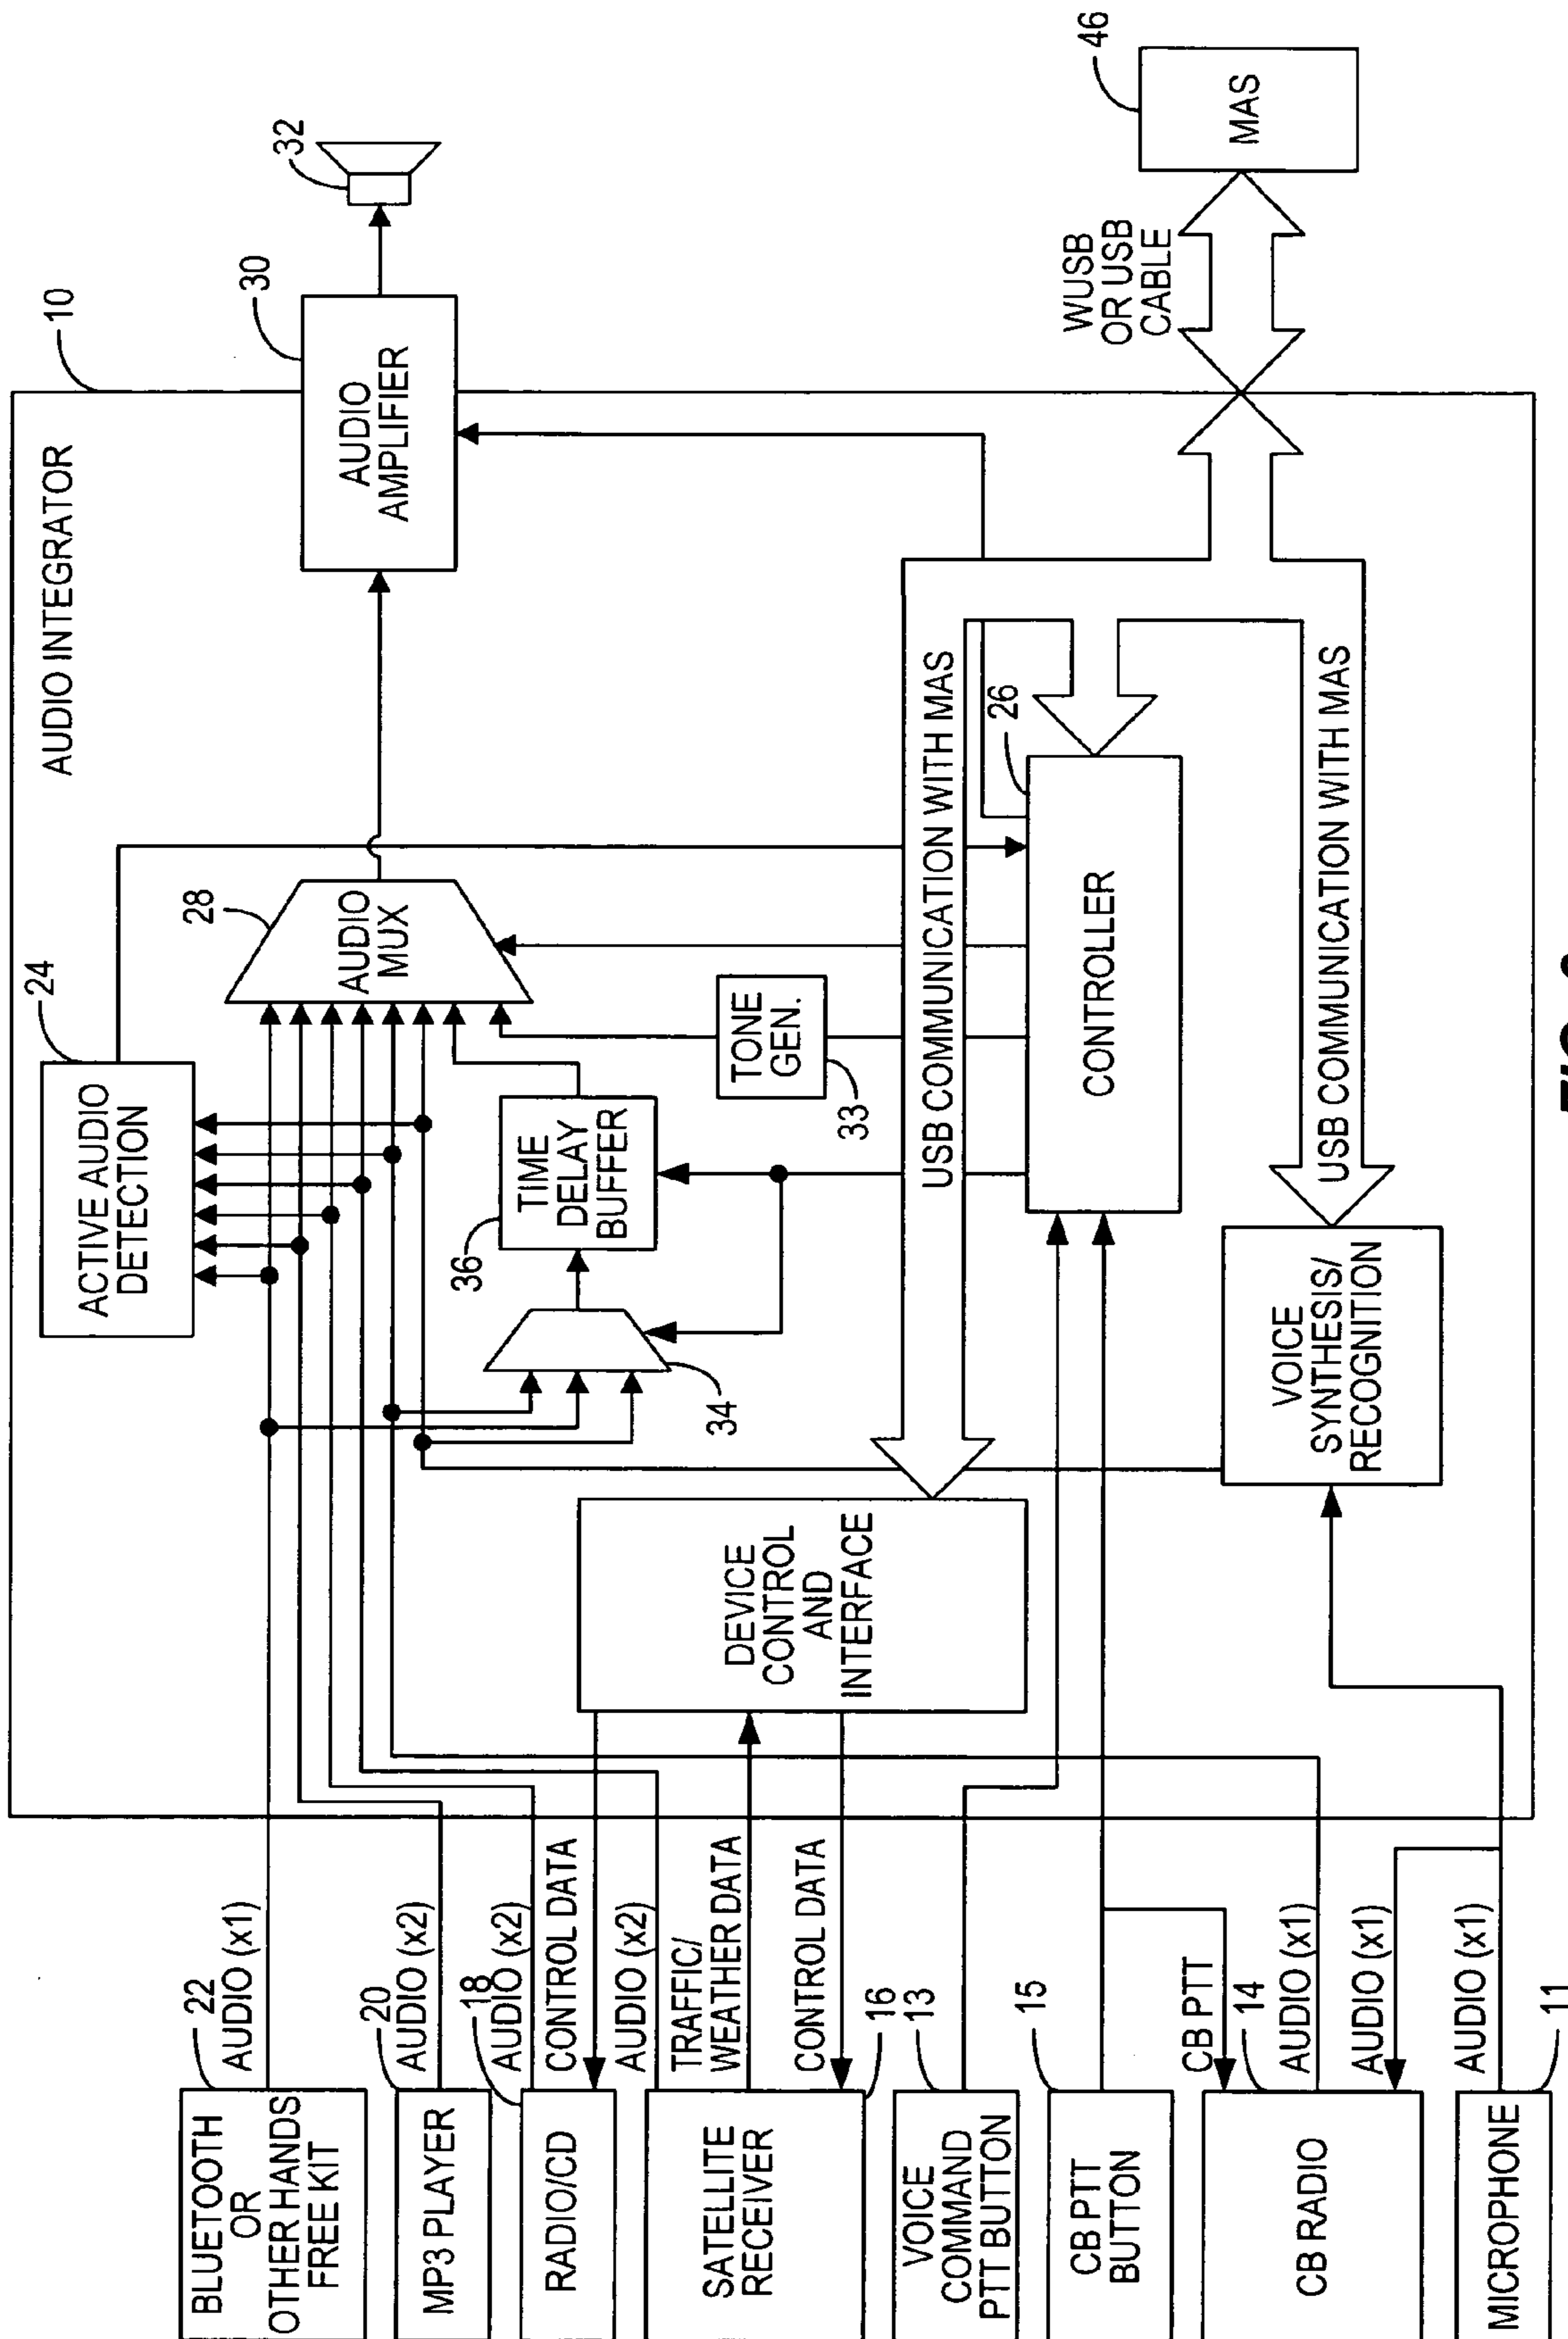 10
AUDIO INTEGRATOR
22
BLUETOOTH
OR
OTHER HANDS
FREE KIT
AUDIO (x1)
20
MP3 PLAYER
AUDIO (x2)
18
RADIO/CD
AUDIO (x2)
CONTROL DATA
SATELLITE
RECEIVER
16
AUDIO (x2)
TRAFFIC/
WEATHER DATA
CONTROL DATA
13
VOICE
COMMAND
PTT BUTTON
15
CB PTT
BUTTON
CB PTT
14
CB RADIO
AUDIO (x1)
AUDIO (x1)
MICROPHONE
11
AUDIO (x1)
DEVICE
CONTROL
AND
INTERFACE
24
ACTIVE AUDIO
DETECTION
34
36
TIME
DELAY
BUFFER
28
AUDIO
MUX
TONE
GEN.
33
USB COMMUNICATION WITH MAS
26
CONTROLLER
VOICE
SYNTHESIS/
RECOGNITION
USB COMMUNICATION WITH MAS
30
AUDIO
AMPLIFIER
32
WUSB
OR USB
CABLE
46
MAS